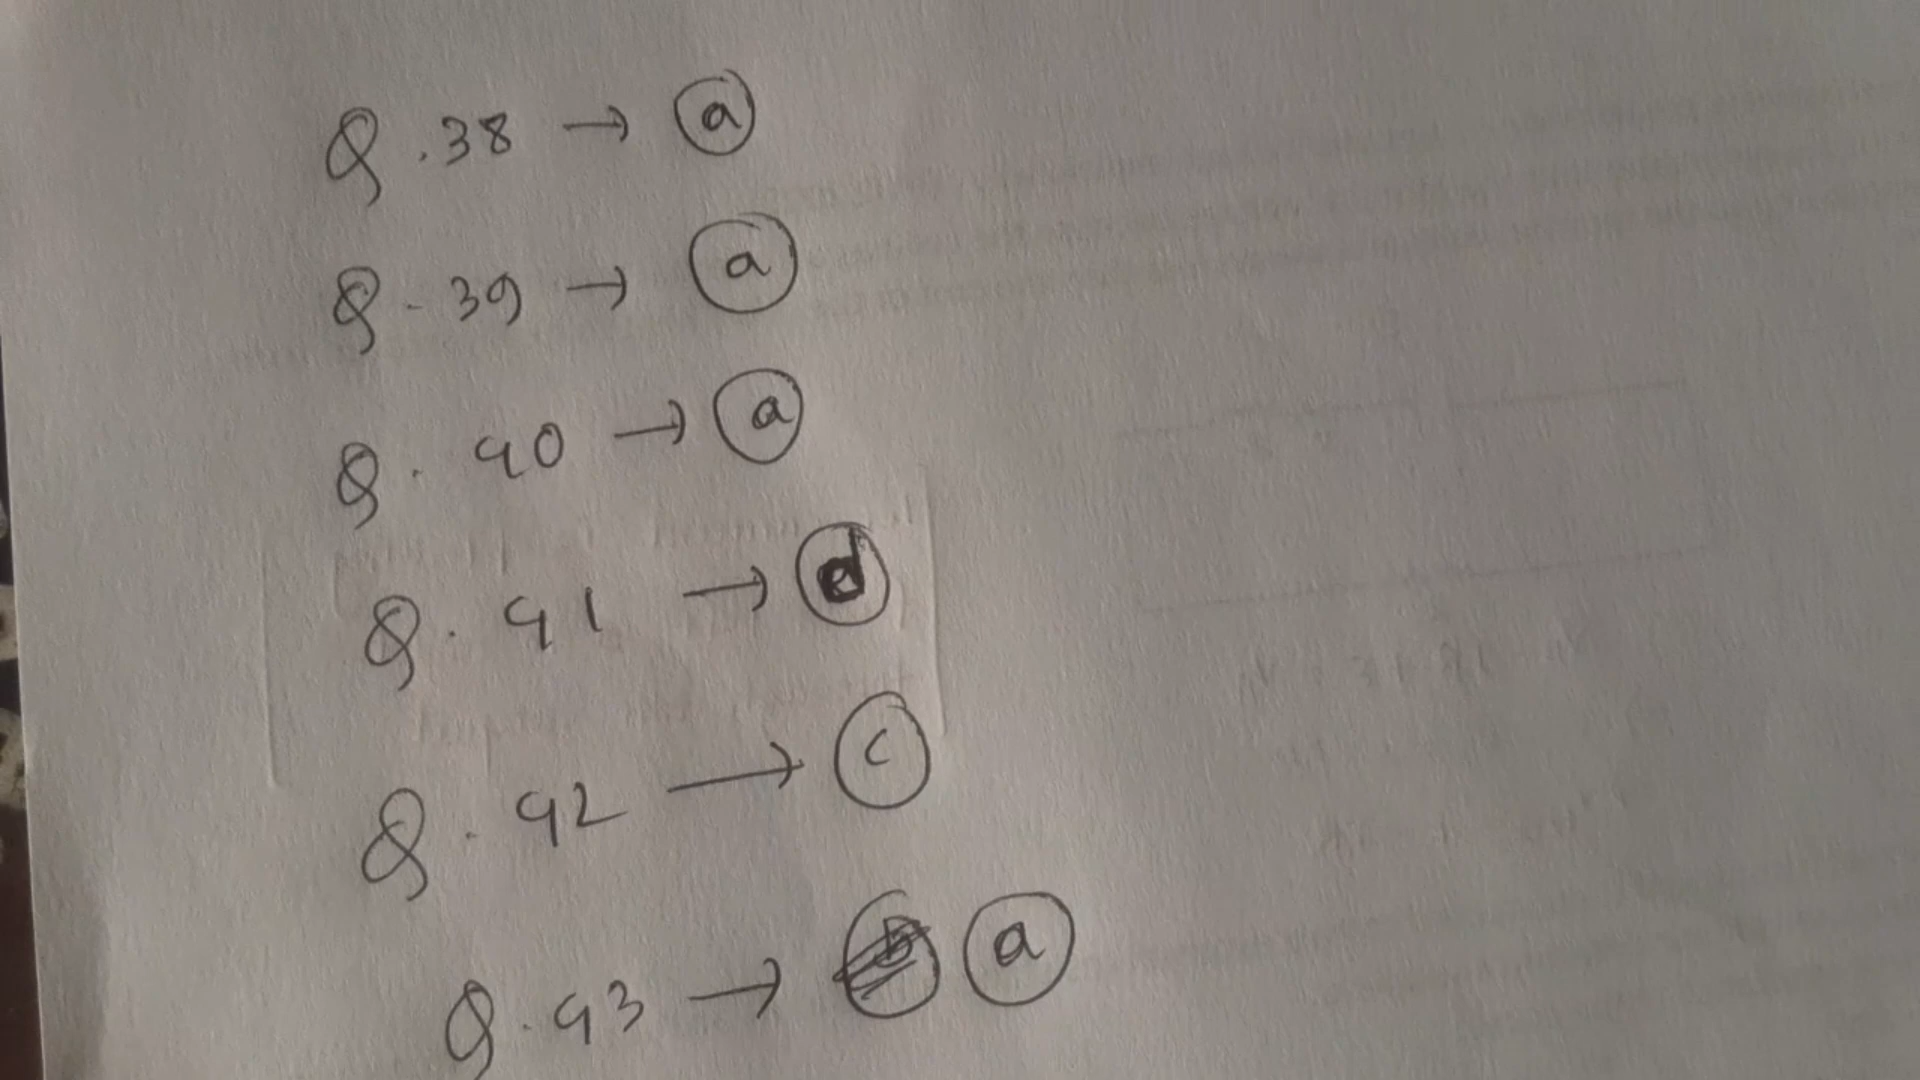 Q.38 → a
Q.39 → a
Q.40 → a
Q.41 → d
Q.42 → c
Q.43 → a